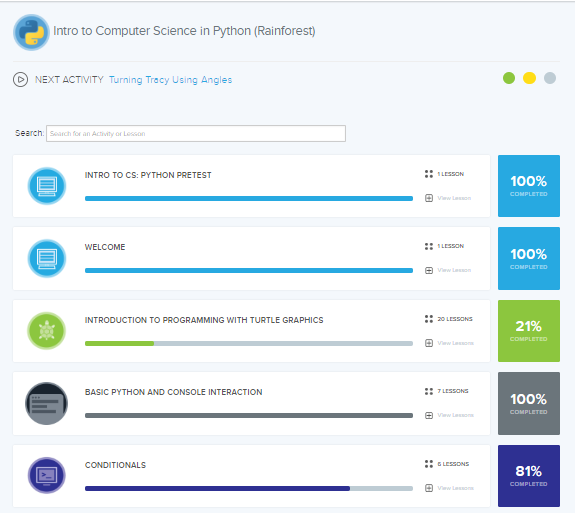 Intro to Computer Science in Python (Rainforest)
NEXT ACTIVITY Turning Tracy Using Angles
Search: Search for an Activity or Lesson
INTRO TO CS: PYTHON PRETEST
1 LESSON
View Lesson
100%
COMPLETED
WELCOME
1 LESSON
View Lesson
100%
COMPLETED
INTRODUCTION TO PROGRAMMING WITH TURTLE GRAPHICS
20 LESSONS
View Lessons
21%
COMPLETED
BASIC PYTHON AND CONSOLE INTERACTION
7 LESSONS
View Lessons
100%
COMPLETED
CONDITIONALS
6 LESSONS
View Lessons
81%
COMPLETED